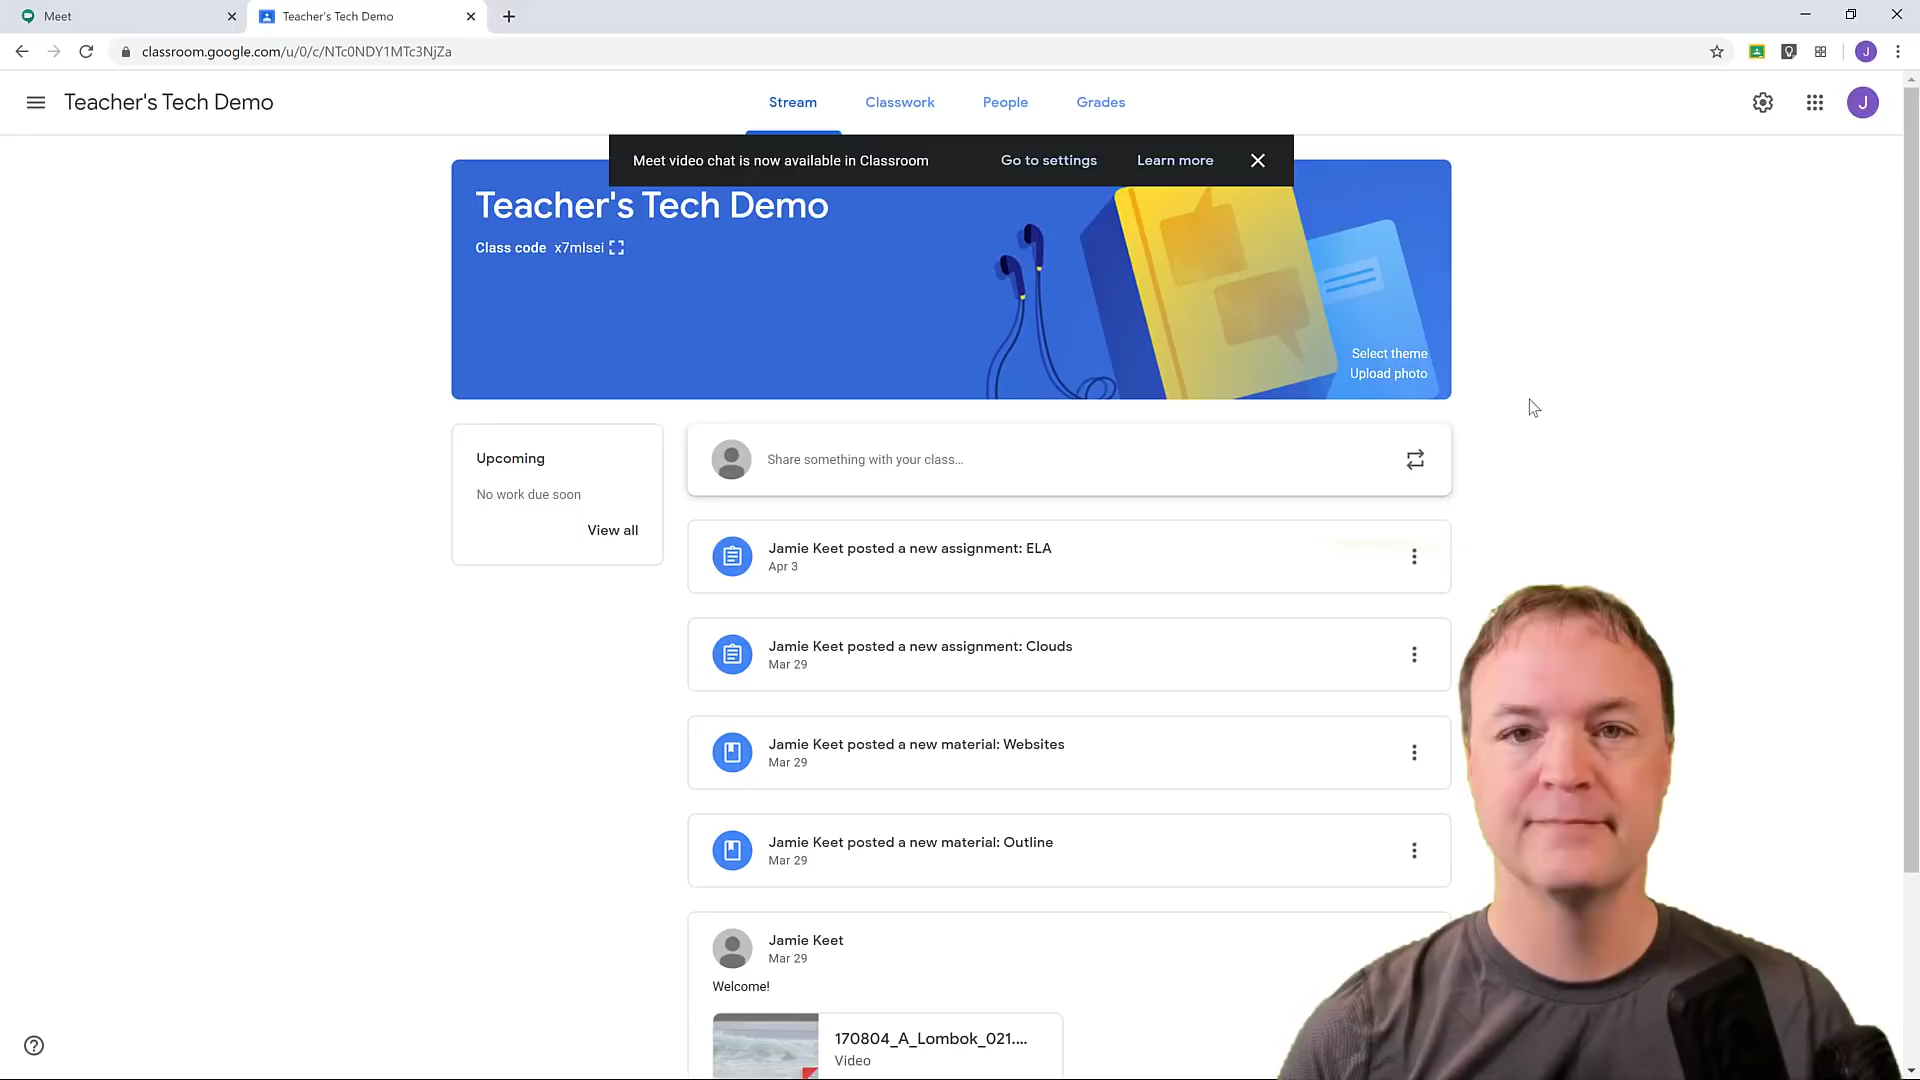 Meet
Teacher's Tech Demo
classroom.google.com/u/0/c/NTc0NDY1MTc3NjZa
J
Teacher's Tech Demo
Stream
Classwork
People
Grades
J
Meet video chat is now available in Classroom
Go to settings
Learn more
Teacher's Tech Demo
Class code x7mlsei
Select theme
Upload photo
Upcoming
No work due soon
View all
Share something with your class...
Jamie Keet posted a new assignment: ELA
Apr 3
Jamie Keet posted a new assignment: Clouds
Mar 29
Jamie Keet posted a new material: Websites
Mar 29
Jamie Keet posted a new material: Outline
Mar 29
Jamie Keet
Mar 29
Welcome!
170804_A_Lombok_021....
Video